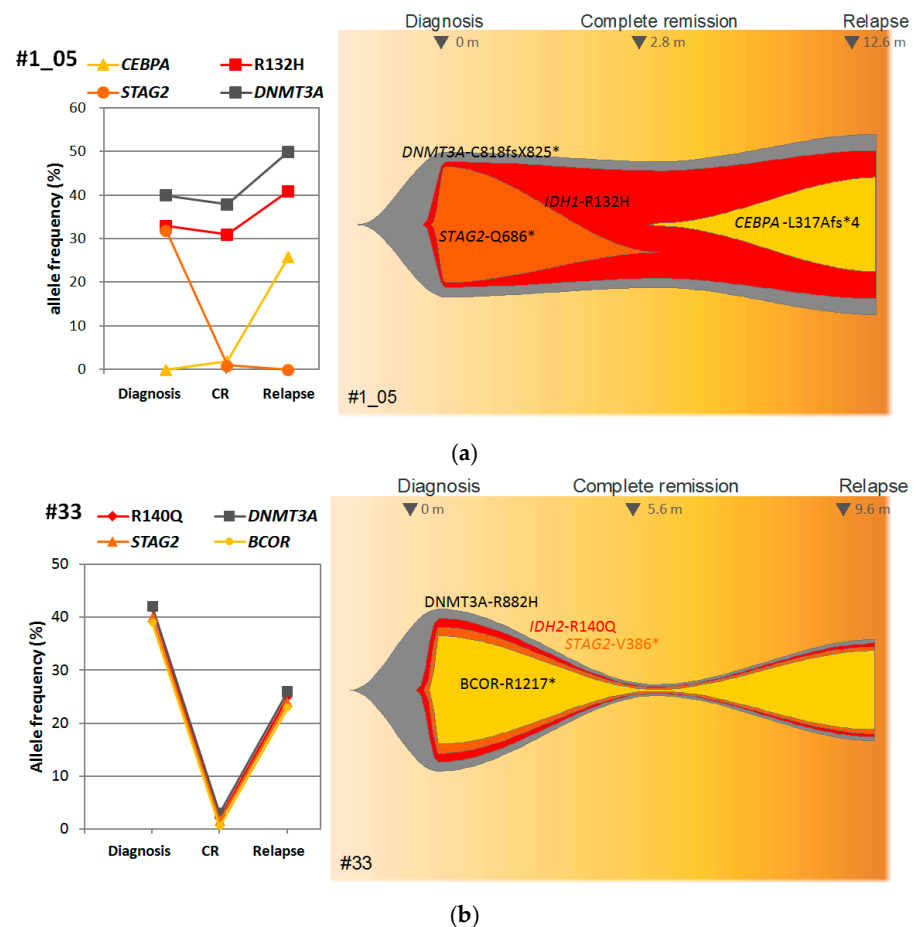 Diagnosis Complete remission Relapse
0 m 2.8 m 12.6 m
#1_05
CEBPA R132H
STAG2 DNMT3A
60
50
40
30
20
10
0
allele frequency (%)
Diagnosis CR Relapse
DNMT3A-C818fsX825*
IDH1-R132H
STAG2-Q686*
CEBPA-L317Afs*4
#1_05
(a)
Diagnosis Complete remission Relapse
0 m 5.6 m 9.6 m
#33
R140Q DNMT3A
STAG2 BCOR
50
40
30
20
10
0
Allele frequency (%)
Diagnosis CR Relapse
DNMT3A-R882H
IDH2-R140Q
STAG2-V386*
BCOR-R1217*
#33
(b)